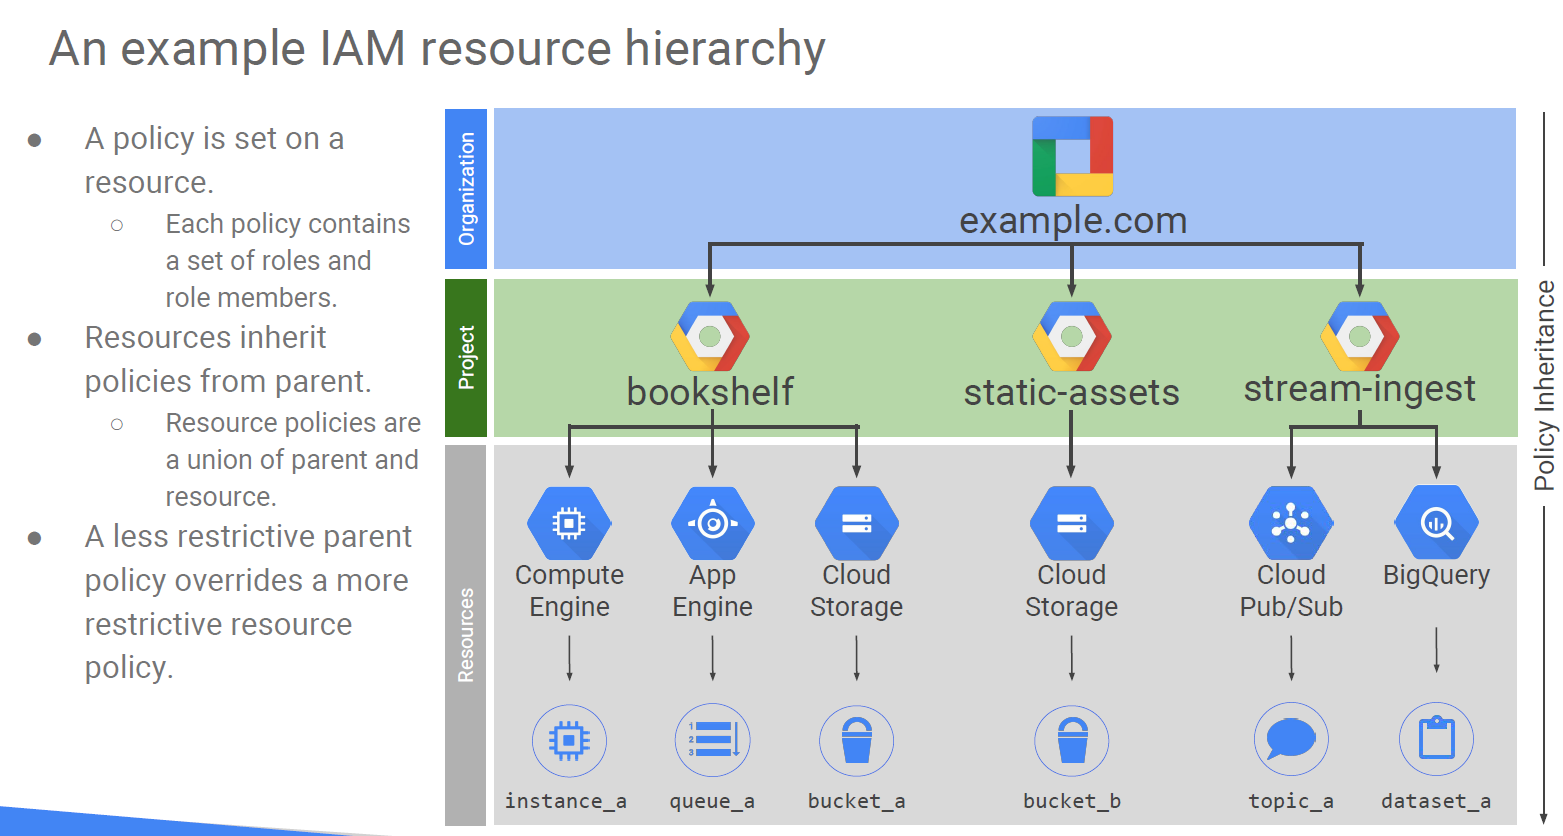 An example IAM resource hierarchy
● A policy is set on a
resource.
○ Each policy contains
a set of roles and
role members.
● Resources inherit
policies from parent.
○ Resource policies are
a union of parent and
resource.
● A less restrictive parent
policy overrides a more
restrictive resource
policy.
Organization
example.com
Project
bookshelf
static-assets
stream-ingest
Resources
Compute
Engine
App
Engine
Cloud
Storage
Cloud
Storage
Cloud
Pub/Sub
BigQuery
1
2
3
instance_a
queue_a
bucket_a
bucket_b
topic_a
dataset_a
Policy Inheritance